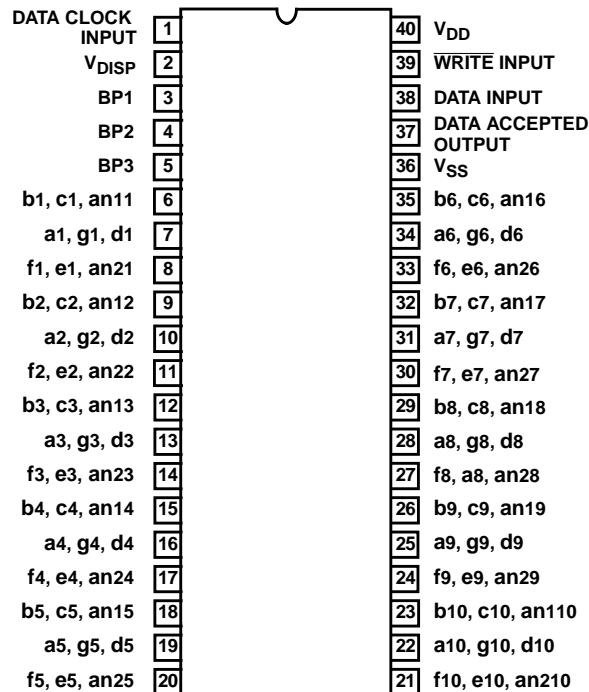 DATA CLOCK
INPUT 1
VDISP 2
BP1 3
BP2 4
BP3 5
b1, c1, an11 6
a1, g1, d1 7
f1, e1, an21 8
b2, c2, an12 9
a2, g2, d2 10
f2, e2, an22 11
b3, c3, an13 12
a3, g3, d3 13
f3, e3, an23 14
b4, c4, an14 15
a4, g4, d4 16
f4, e4, an24 17
b5, c5, an15 18
a5, g5, d5 19
f5, e5, an25 20
40 VDD
39 WRITE INPUT
38 DATA INPUT
37 DATA ACCEPTED
OUTPUT
36 VSS
35 b6, c6, an16
34 a6, g6, d6
33 f6, e6, an26
32 b7, c7, an17
31 a7, g7, d7
30 f7, e7, an27
29 b8, c8, an18
28 a8, g8, d8
27 f8, a8, an28
26 b9, c9, an19
25 a9, g9, d9
24 f9, e9, an29
23 b10, c10, an110
22 a10, g10, d10
21 f10, e10, an210